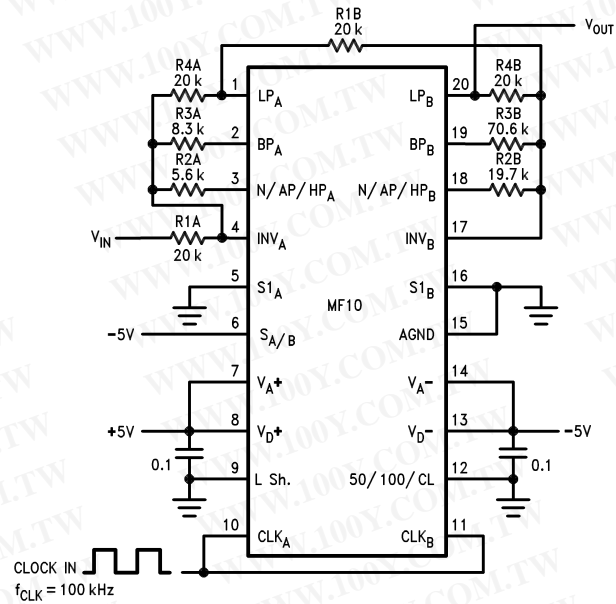 R1B
20 k
V_OUT
R4A
20 k
1
LP_A
20
LP_B
R4B
20 k
R3A
8.3 k
2
BP_A
19
BP_B
R3B
70.6 k
R2A
5.6 k
3
N/AP/HP_A
18
N/AP/HP_B
R2B
19.7 k
V_IN
R1A
20 k
4
INV_A
17
INV_B
5
S1_A
16
S1_B
MF10
-5V
6
S_A/B
15
AGND
7
V_A+
14
V_A-
+5V
8
V_D+
13
V_D-
-5V
0.1
9
L Sh.
12
50/100/CL
0.1
10
CLK_A
11
CLK_B
CLOCK IN
f_CLK = 100 kHz
WWW.100Y.COM.TW